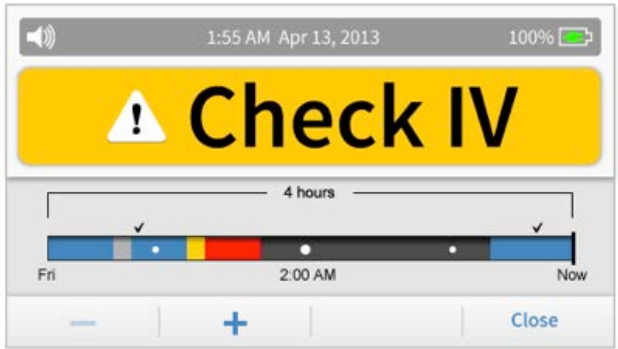 1:55 AM Apr 13, 2013 100%
Check IV
4 hours
Fri 2:00 AM Now
Close